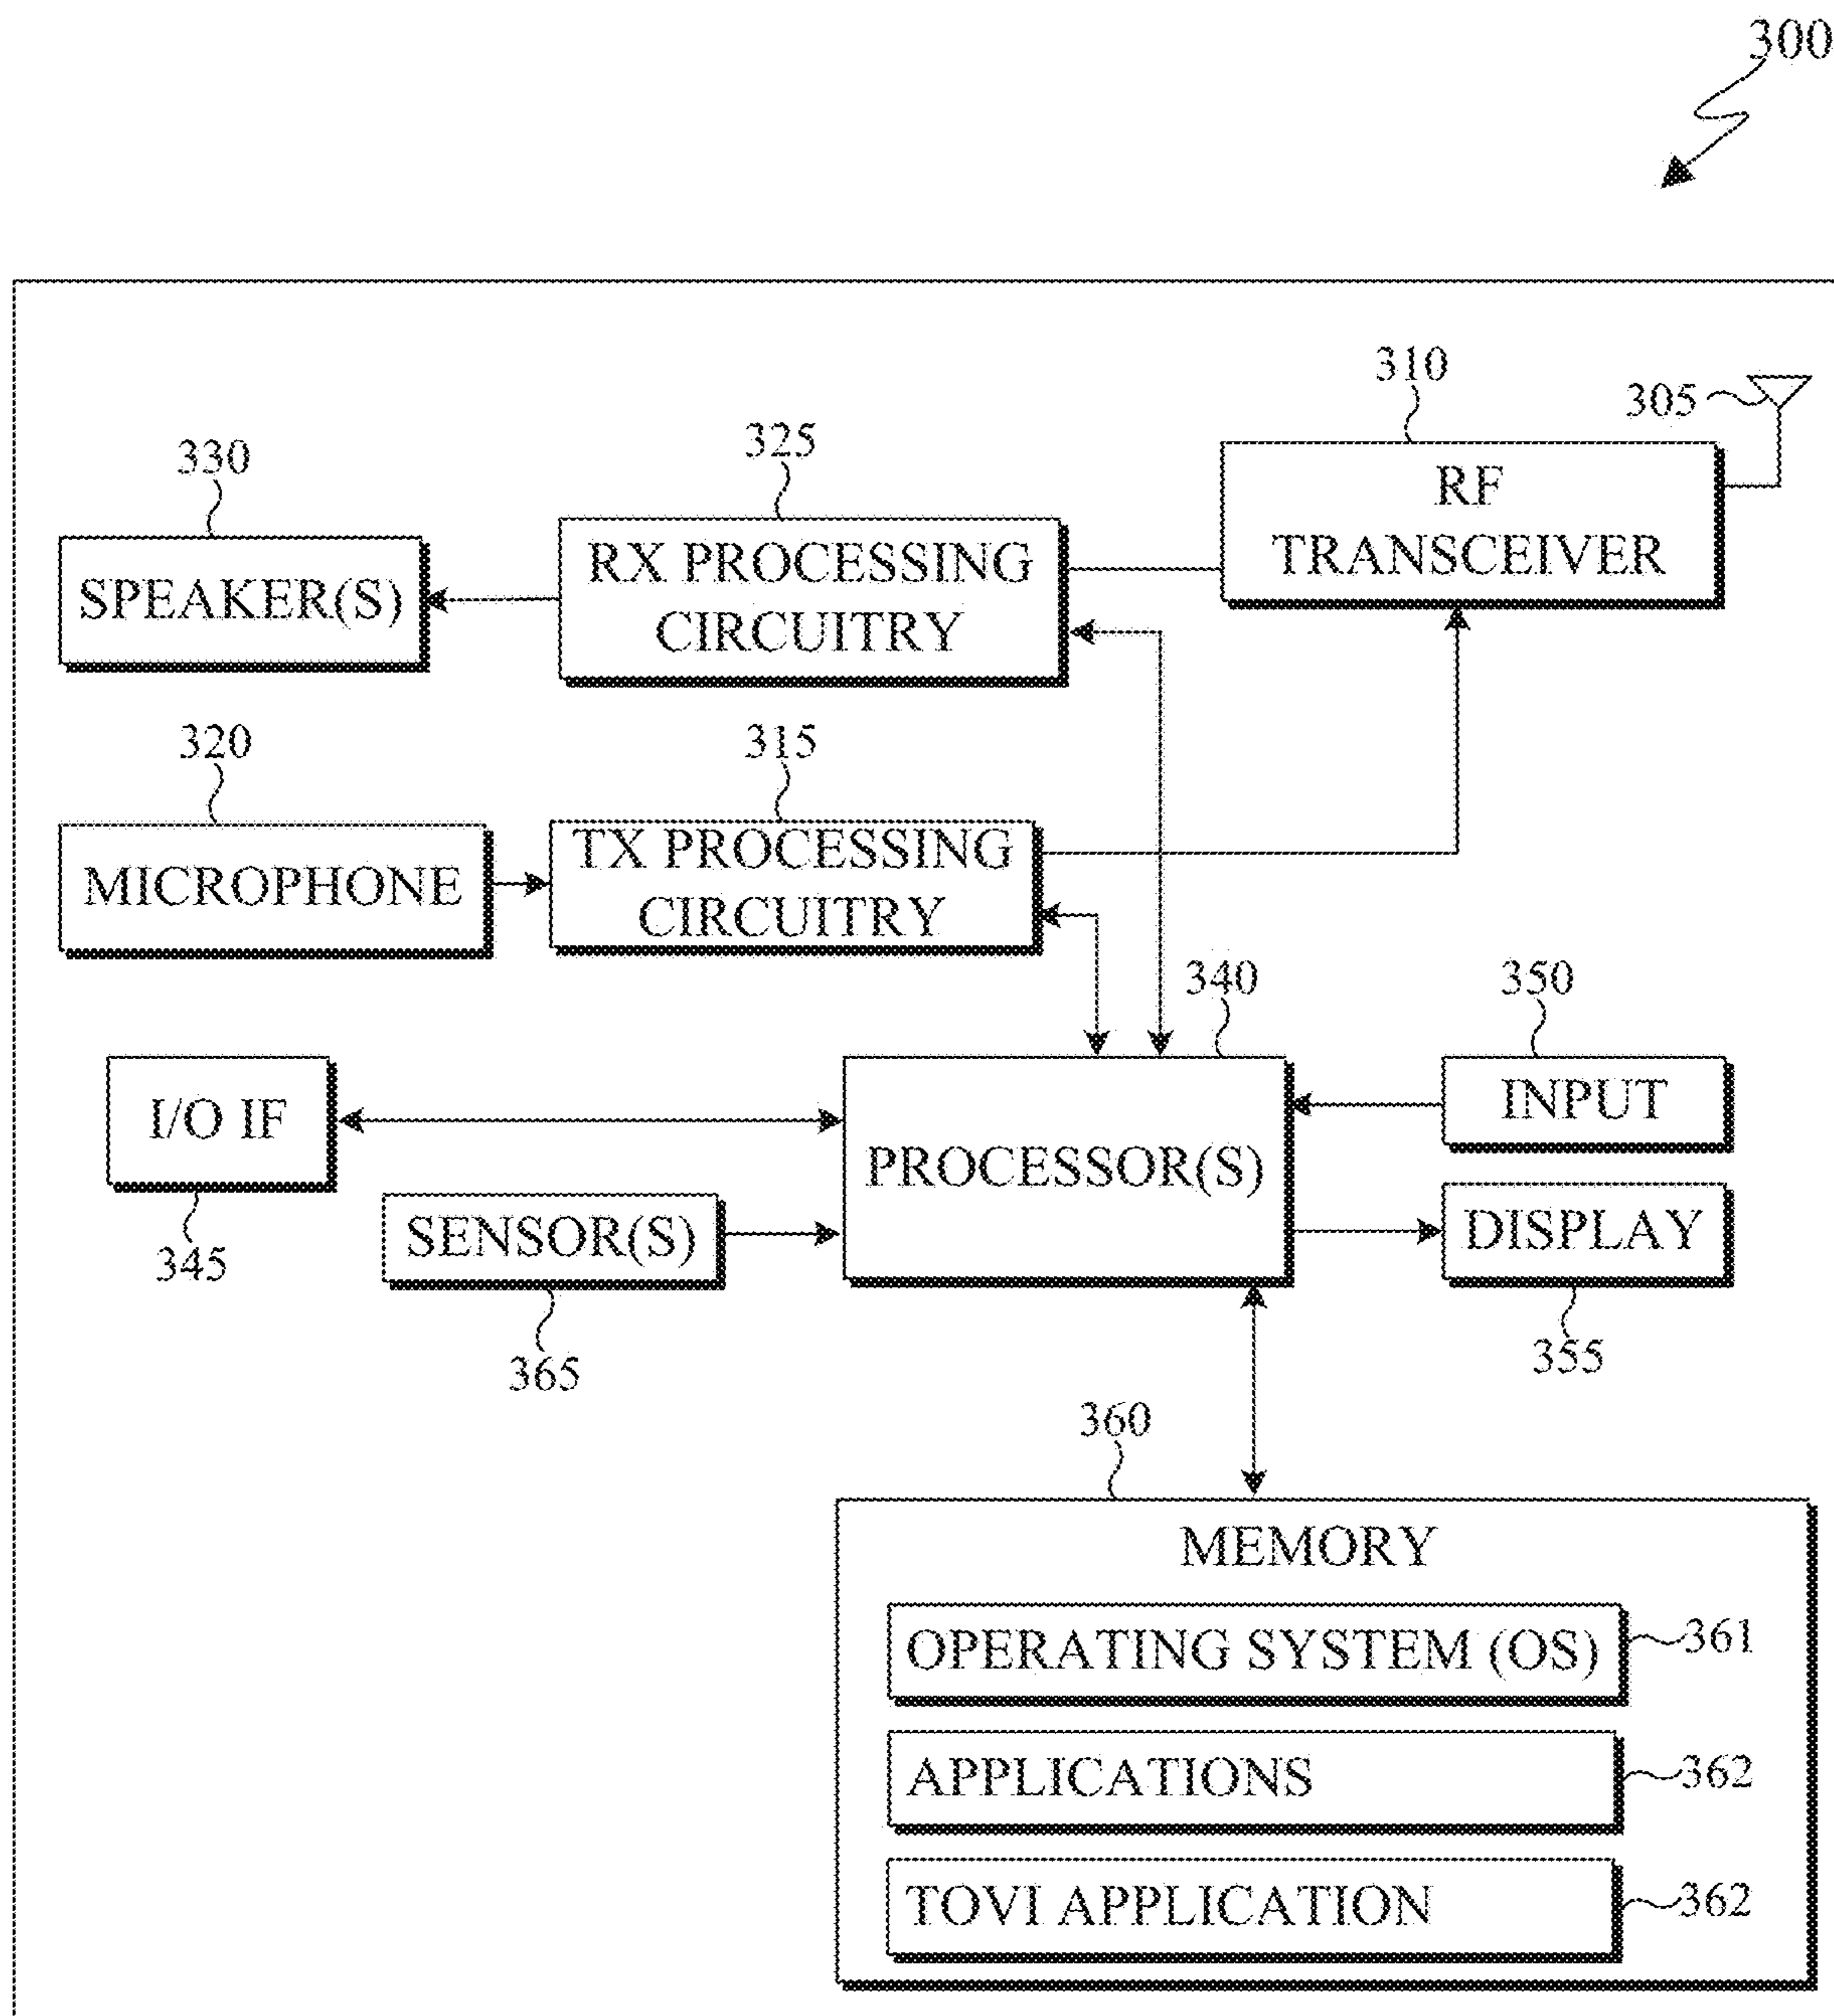 300
310
305
325
330
RF
TRANSCEIVER
RX PROCESSING
CIRCUITRY
SPEAKER(S)
320
315
MICROPHONE
TX PROCESSING
CIRCUITRY
340
350
I/O IF
INPUT
PROCESSOR(S)
SENSOR(S)
DISPLAY
345
365
355
360
MEMORY
OPERATING SYSTEM (OS)
361
APPLICATIONS
362
TOVI APPLICATION
362